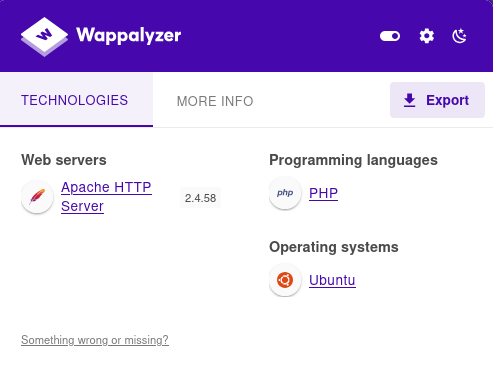 Wappalyzer
TECHNOLOGIES
MORE INFO
Export
Web servers
Apache HTTP
Server
2.4.58
Programming languages
php
PHP
Operating systems
Ubuntu
Something wrong or missing?